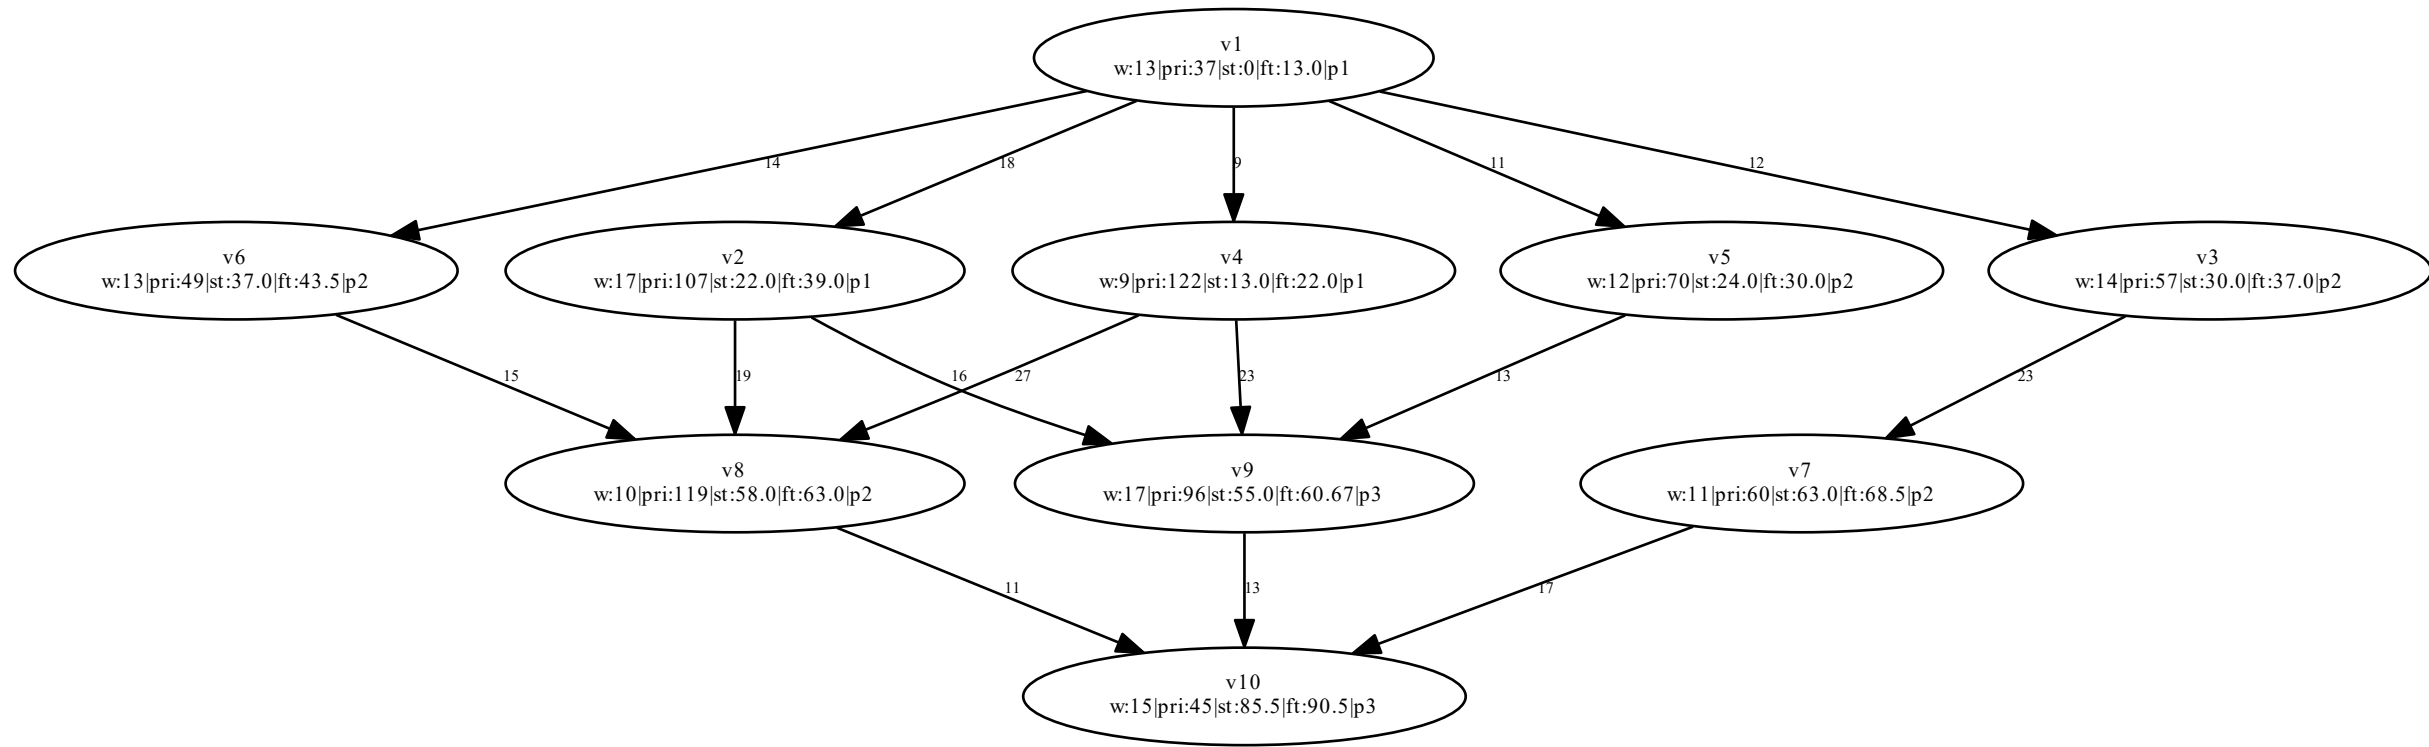 v1
w:13|pri:37|st:0|ft:13.0|p1
14
18
9
11
12
v6
w:13|pri:49|st:37.0|ft:43.5|p2
v2
w:17|pri:107|st:22.0|ft:39.0|p1
v4
w:9|pri:122|st:13.0|ft:22.0|p1
v5
w:12|pri:70|st:24.0|ft:30.0|p2
v3
w:14|pri:57|st:30.0|ft:37.0|p2
15
19
16
27
23
13
23
v8
w:10|pri:119|st:58.0|ft:63.0|p2
v9
w:17|pri:96|st:55.0|ft:60.67|p3
v7
w:11|pri:60|st:63.0|ft:68.5|p2
11
13
17
v10
w:15|pri:45|st:85.5|ft:90.5|p3